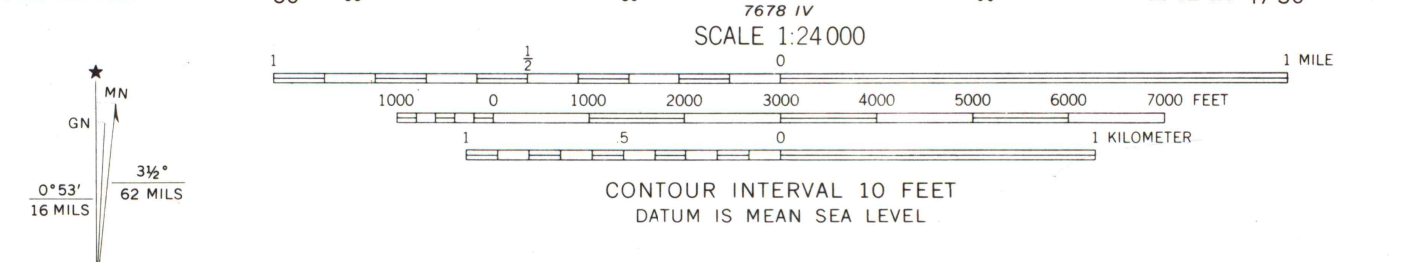 7678 IV
SCALE 1:24 000
1 ½ 0 1 MILE
1000 0 1000 2000 3000 4000 5000 6000 7000 FEET
1 .5 0 1 KILOMETER
CONTOUR INTERVAL 10 FEET
DATUM IS MEAN SEA LEVEL
★
MN
GN
3½°
62 MILS
0°53′
16 MILS